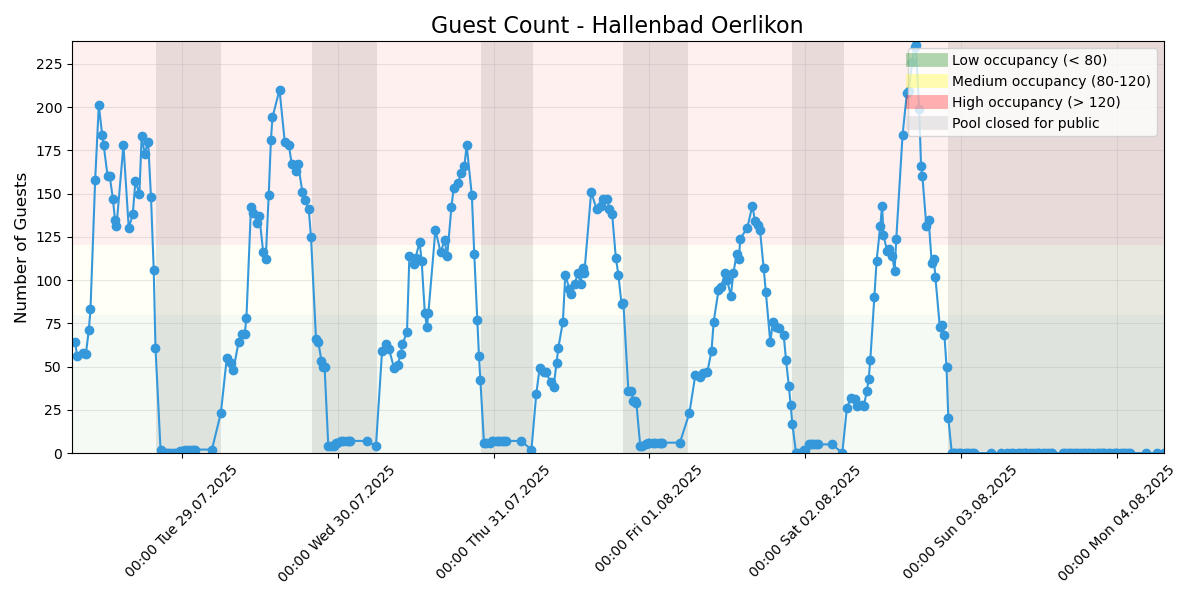 Guest Count - Hallenbad Oerlikon
Number of Guests
225
200
175
150
125
100
75
50
25
0
Low occupancy (< 80)
Medium occupancy (80-120)
High occupancy (> 120)
Pool closed for public
00:00 Tue 29.07.2025
00:00 Wed 30.07.2025
00:00 Thu 31.07.2025
00:00 Fri 01.08.2025
00:00 Sat 02.08.2025
00:00 Sun 03.08.2025
00:00 Mon 04.08.2025